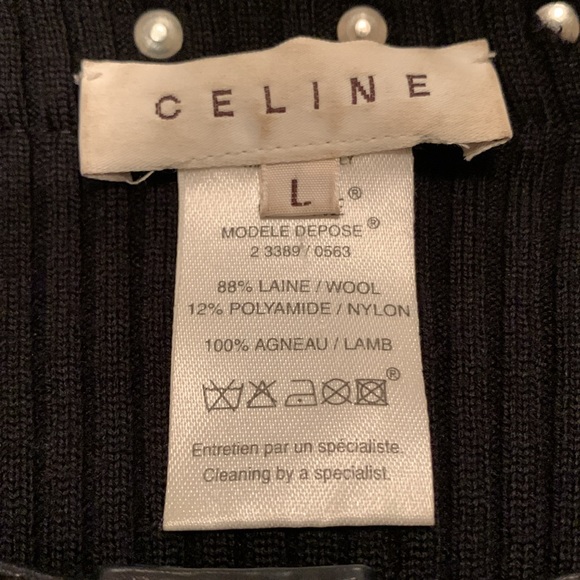 CELINE
L
E®
MODELE DEPOSE®
2 3389 / 0563
88% LAINE / WOOL
12% POLYAMIDE / NYLON
100% AGNEAU / LAMB
®
Entretien par un spécialiste.
Cleaning by a specialist.